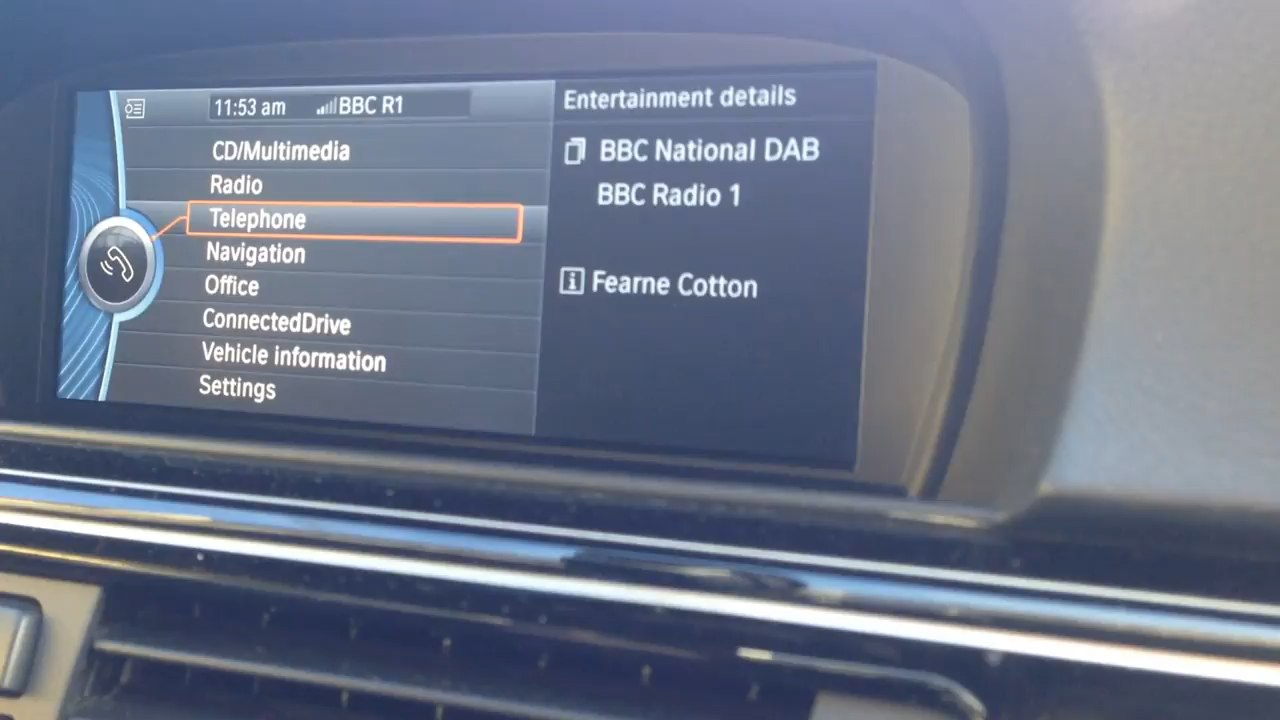 11:53 am BBC R1
CD/Multimedia
Radio
Telephone
Navigation
Office
ConnectedDrive
Vehicle information
Settings
Entertainment details
BBC National DAB
BBC Radio 1
Fearne Cotton